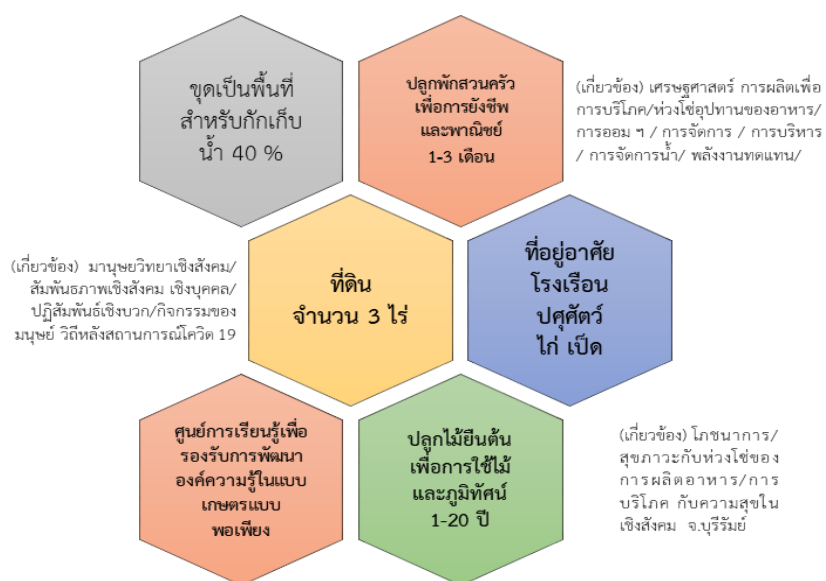 ขุดเป็นพื้นที่
สำหรับกักเก็บ
น้ำ 40 %
ปลูกพักสวนครัว
เพื่อการยังชีพ
และพาณิชย์
1-3 เดือน
(เกี่ยวข้อง) เศรษฐศาสตร์ การผลิตเพื่อ
การบริโภค/ห่วงโซ่อุปทานของอาหาร/
การออม ฯ / การจัดการ / การบริหาร
/ การจัดการน้ำ/ พลังงานทดแทน/
(เกี่ยวข้อง) มานุษยวิทยาเชิงสังคม/
สัมพันธภาพเชิงสังคม เชิงบุคคล/
ปฏิสัมพันธ์เชิงบวก/กิจกรรมของ
มนุษย์ วิถีหลังสถานการณ์โควิด 19
ที่ดิน
จำนวน 3 ไร่
ที่อยู่อาศัย
โรงเรือน
ปศุศัตว์
ไก่ เป็ด
ศูนย์การเรียนรู้เพื่อ
รองรับการพัฒนา
องค์ความรู้ในแบบ
เกษตรแบบ
พอเพียง
ปลูกไม้ยืนต้น
เพื่อการใช้ไม้
และภูมิทัศน์
1-20 ปี
(เกี่ยวข้อง) โภชนาการ/
สุขภาวะกับห่วงโซ่ของ
การผลิตอาหาร/การ
บริโภค กับความสุขใน
เชิงสังคม จ.บุรีรัมย์